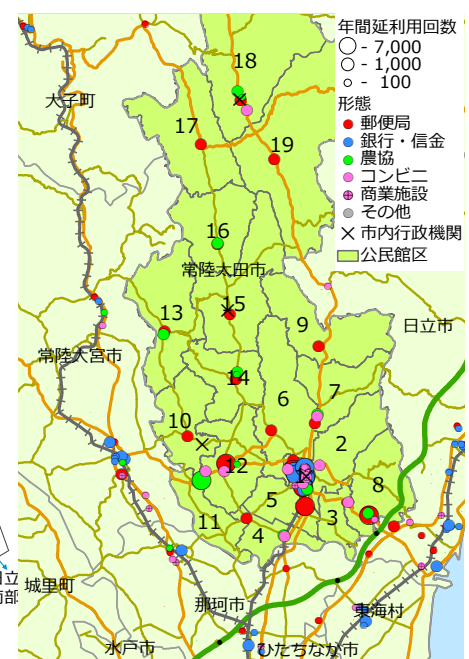 年間延利用回数
- 7,000
- 1,000
- 100
形態
郵便局
銀行・信金
農協
コンビニ
商業施設
その他
市内行政機関
公民館区
18
大子町
17
19
16
常陸太田市
15
13
9
日立市
常陸大宮市
14
7
6
10
2
12
1
8
11
5
3
4
城里町
那珂市
東海村
水戸市
ひたちなか市